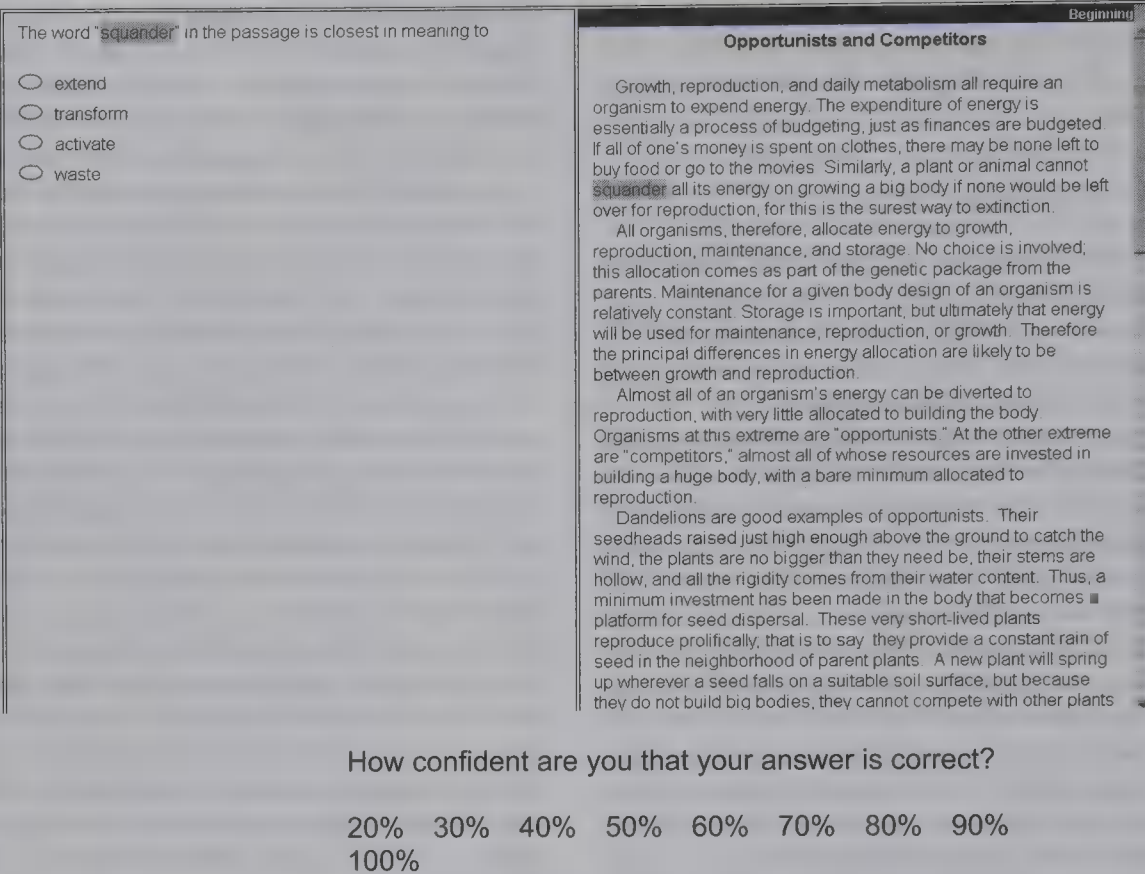 The word "squander" in the passage is closest in meaning to
extend
transform
activate
waste
Beginning
Opportunists and Competitors
Growth, reproduction, and daily metabolism all require an
organism to expend energy. The expenditure of energy is
essentially a process of budgeting, just as finances are budgeted.
If all of one's money is spent on clothes, there may be none left to
buy food or go to the movies Similarly, a plant or animal cannot
squander all its energy on growing a big body if none would be left
over for reproduction, for this is the surest way to extinction.
All organisms, therefore, allocate energy to growth,
reproduction, maintenance, and storage. No choice is involved;
this allocation comes as part of the genetic package from the
parents. Maintenance for a given body design of an organism is
relatively constant. Storage is important, but ultimately that energy
will be used for maintenance, reproduction, or growth. Therefore
the principal differences in energy allocation are likely to be
between growth and reproduction.
Almost all of an organism's energy can be diverted to
reproduction, with very little allocated to building the body.
Organisms at this extreme are "opportunists." At the other extreme
are "competitors," almost all of whose resources are invested in
building a huge body, with a bare minimum allocated to
reproduction.
Dandelions are good examples of opportunists. Their
seedheads raised just high enough above the ground to catch the
wind, the plants are no bigger than they need be, their stems are
hollow, and all the rigidity comes from their water content. Thus, a
minimum investment has been made in the body that becomes
platform for seed dispersal. These very short-lived plants
reproduce prolifically; that is to say they provide a constant rain of
seed in the neighborhood of parent plants. A new plant will spring
up wherever a seed falls on a suitable soil surface, but because
they do not build big bodies, they cannot compete with other plants
How confident are you that your answer is correct?
20% 30% 40% 50% 60% 70% 80% 90%
100%